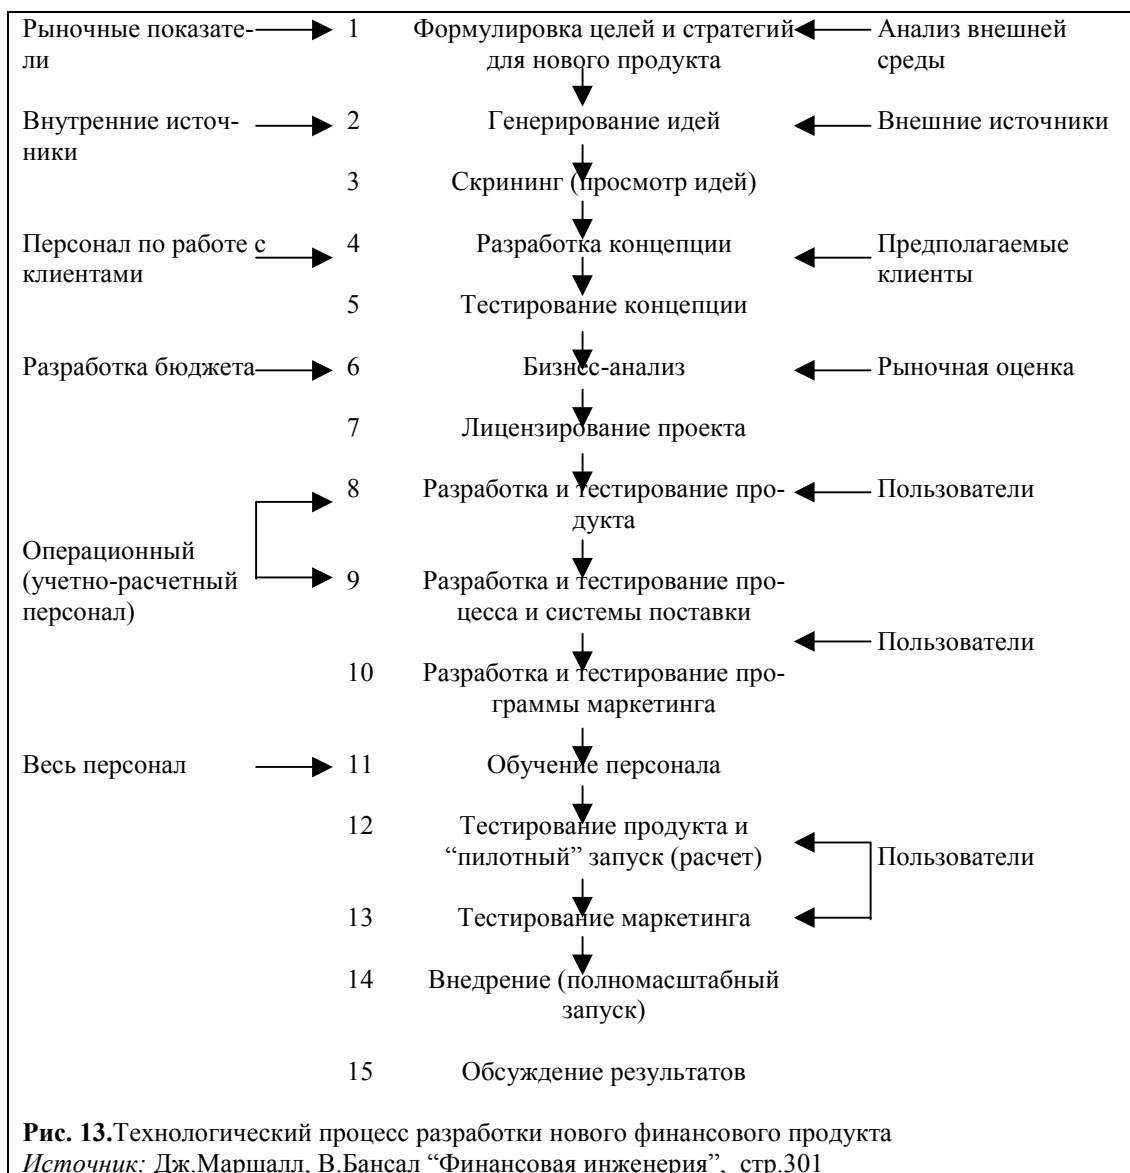 Рыночные показате- 1 Формулировка целей и стратегий Анализ внешней
ли для нового продукта среды
Внутренние источ- 2 Генерирование идей Внешние источники
ники
3 Скрининг (просмотр идей)
Персонал по работе с 4 Разработка концепции Предполагаемые
клиентами клиенты
5 Тестирование концепции
Разработка бюджета 6 Бизнес-анализ Рыночная оценка
7 Лицензирование проекта
8 Разработка и тестирование про- Пользователи
дукта
Операционный
(учетно-расчетный 9 Разработка и тестирование про-
персонал) цесса и системы поставки
Пользователи
10 Разработка и тестирование про-
граммы маркетинга
Весь персонал 11 Обучение персонала
12 Тестирование продукта и
“пилотный” запуск (расчет) Пользователи
13 Тестирование маркетинга
14 Внедрение (полномасштабный
запуск)
15 Обсуждение результатов
Рис. 13.Технологический процесс разработки нового финансового продукта
Источник: Дж.Маршалл, В.Бансал “Финансовая инженерия”, стр.301